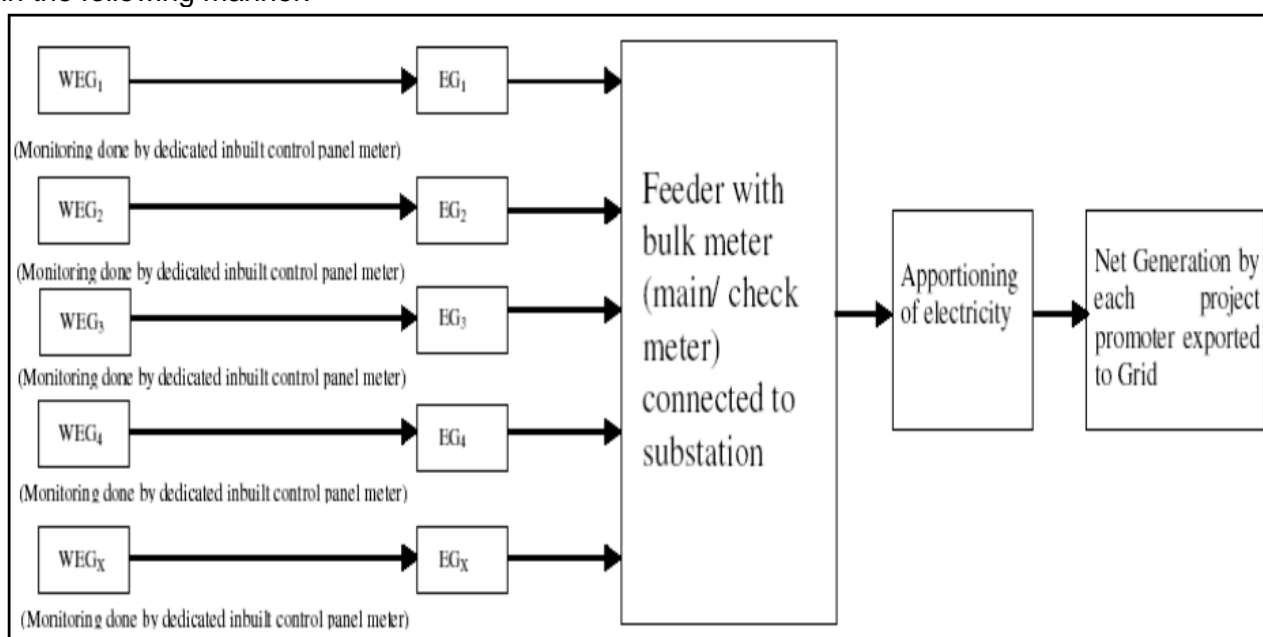 in the following manner:
WEG₁
EG₁
(Monitoring done by dedicated inbuilt control panel meter)
WEG₂
EG₂
(Monitoring done by dedicated inbuilt control panel meter)
WEG₃
EG₃
(Monitoring done by dedicated inbuilt control panel meter)
WEG₄
EG₄
(Monitoring done by dedicated inbuilt control panel meter)
WEGX
EGX
(Monitoring done by dedicated inbuilt control panel meter)
Feeder with
bulk meter
(main/ check
meter)
connected to
substation
Apportioning
of electricity
Net Generation by
each project
promoter exported
to Grid